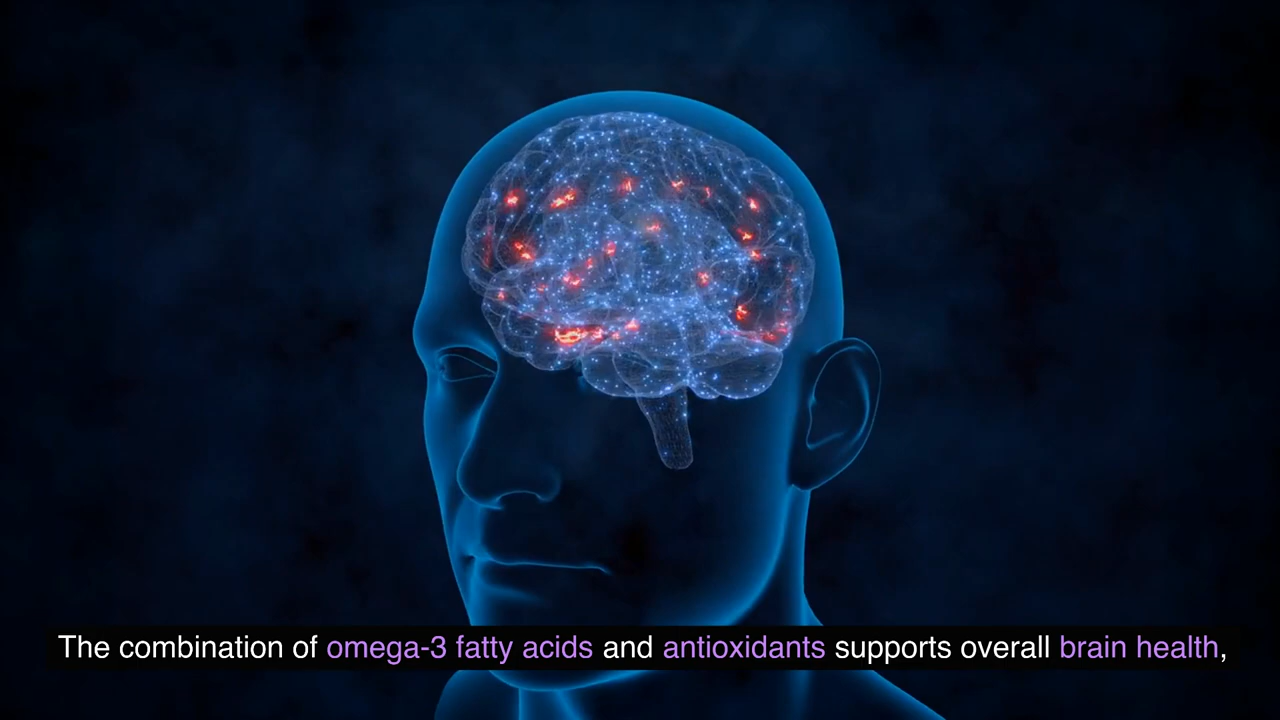 The combination of omega-3 fatty acids and antioxidants supports overall brain health,